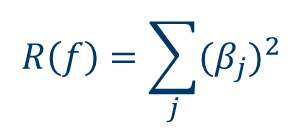 R(f) = ∑_j (β_j)^2